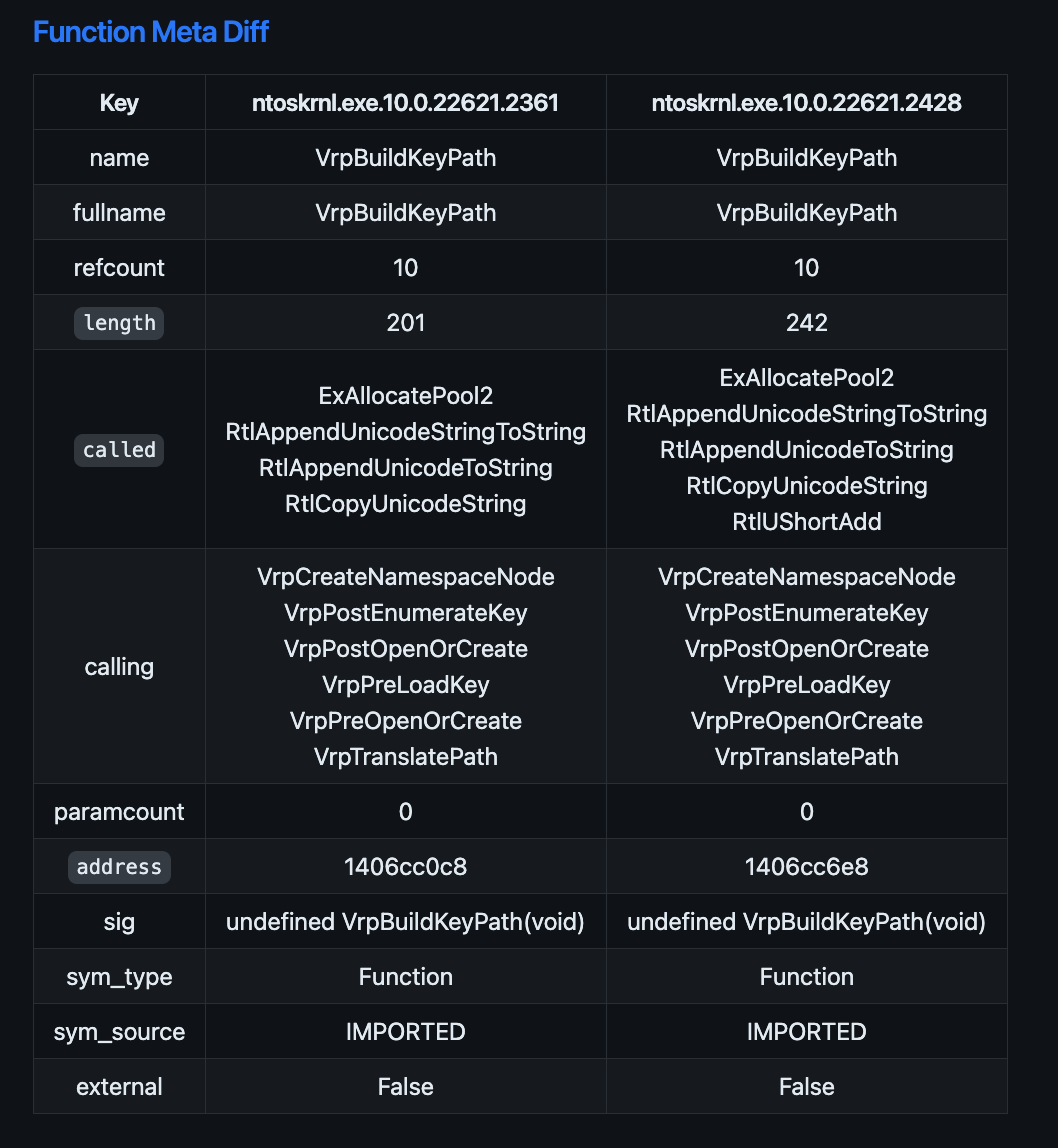 Function Meta Diff
Key ntoskrnl.exe.10.0.22621.2361 ntoskrnl.exe.10.0.22621.2428
name VrpBuildKeyPath VrpBuildKeyPath
fullname VrpBuildKeyPath VrpBuildKeyPath
refcount 10 10
length 201 242
called
ExAllocatePool2
RtlAppendUnicodeStringToString
RtlAppendUnicodeToString
RtlCopyUnicodeString
ExAllocatePool2
RtlAppendUnicodeStringToString
RtlAppendUnicodeToString
RtlCopyUnicodeString
RtlUShortAdd
calling
VrpCreateNamespaceNode
VrpPostEnumerateKey
VrpPostOpenOrCreate
VrpPreLoadKey
VrpPreOpenOrCreate
VrpTranslatePath
VrpCreateNamespaceNode
VrpPostEnumerateKey
VrpPostOpenOrCreate
VrpPreLoadKey
VrpPreOpenOrCreate
VrpTranslatePath
paramcount 0 0
address 1406cc0c8 1406cc6e8
sig undefined VrpBuildKeyPath(void) undefined VrpBuildKeyPath(void)
sym_type Function Function
sym_source IMPORTED IMPORTED
external False False